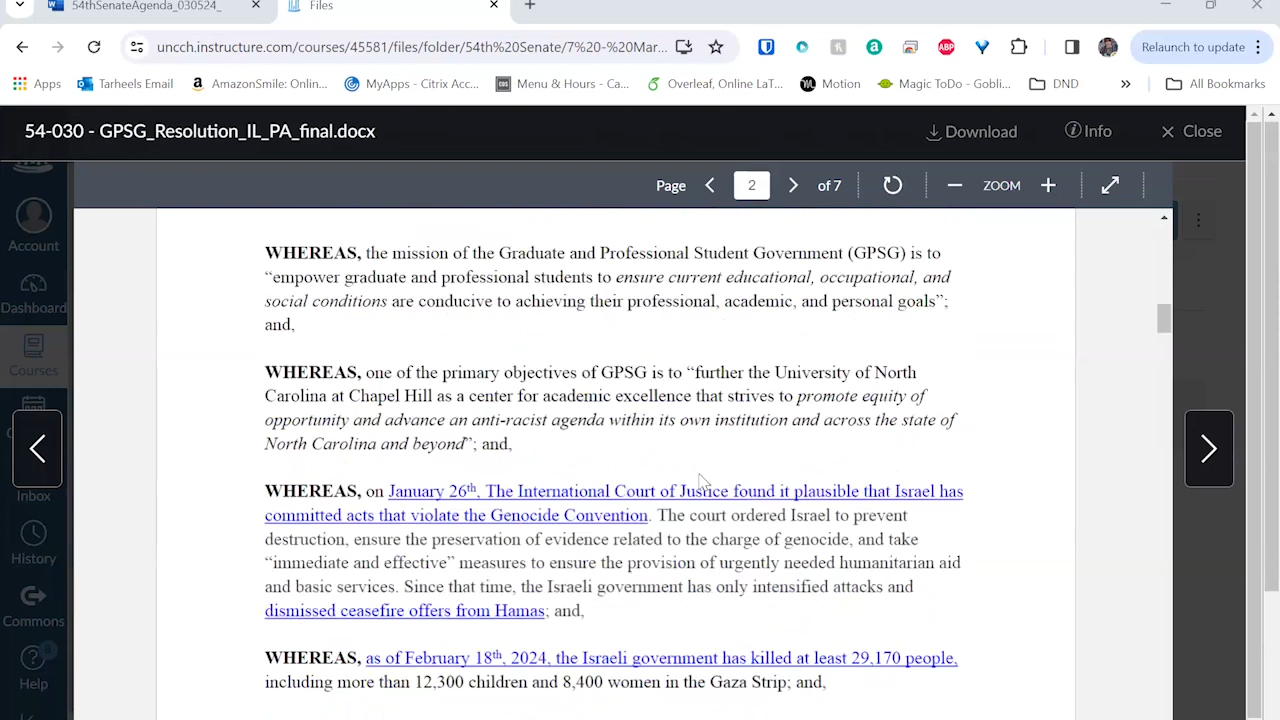 54thSenateAgenda_030524_
Files
uncch.instructure.com/courses/45581/files/folder/54th%20Senate/7%20-%20Mar...
Relaunch to update
Apps Tarheels Email AmazonSmile: Onlin... MyApps - Citrix Acc... Menu & Hours - Ca... Overleaf, Online LaT... Motion Magic ToDo - Gobli... DND » All Bookmarks
54-030 - GPSG_Resolution_IL_PA_final.docx
Download Info Close
Page 2 of 7 ZOOM
Account
Dashboard
Courses
Inbox
History
Commons
8
Help
WHEREAS, the mission of the Graduate and Professional Student Government (GPSG) is to
“empower graduate and professional students to ensure current educational, occupational, and
social conditions are conducive to achieving their professional, academic, and personal goals”;
and,
WHEREAS, one of the primary objectives of GPSG is to “further the University of North
Carolina at Chapel Hill as a center for academic excellence that strives to promote equity of
opportunity and advance an anti-racist agenda within its own institution and across the state of
North Carolina and beyond”; and,
WHEREAS, on January 26th, The International Court of Justice found it plausible that Israel has
committed acts that violate the Genocide Convention. The court ordered Israel to prevent
destruction, ensure the preservation of evidence related to the charge of genocide, and take
“immediate and effective” measures to ensure the provision of urgently needed humanitarian aid
and basic services. Since that time, the Israeli government has only intensified attacks and
dismissed ceasefire offers from Hamas; and,
WHEREAS, as of February 18th, 2024, the Israeli government has killed at least 29,170 people,
including more than 12,300 children and 8,400 women in the Gaza Strip; and,